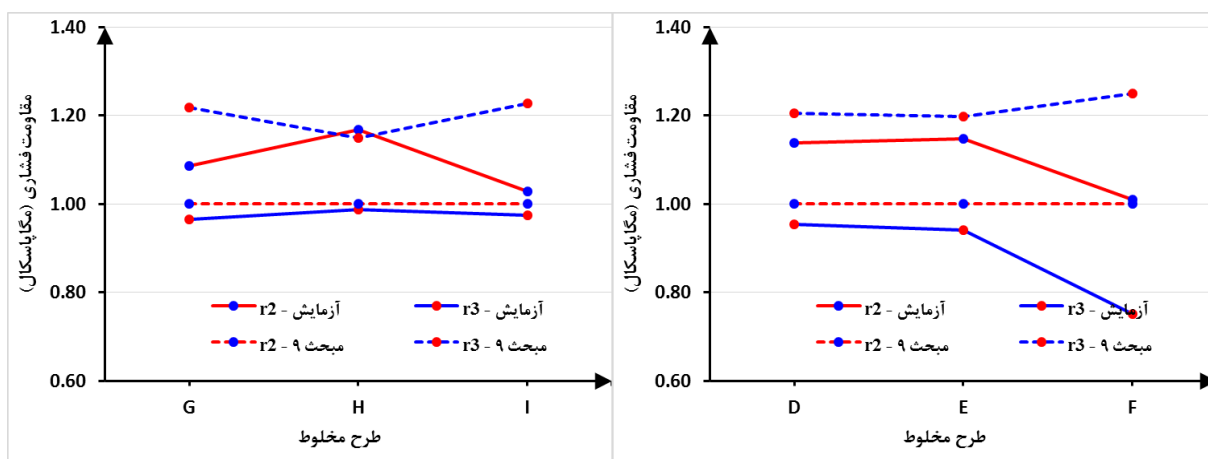 1.40
1.20
1.00
0.80
0.60
مقاومت فشاری (مگاپاسکال)
r2 - آزمایش
r3 - آزمایش
r2 - مبحث ۹
r3 - مبحث ۹
G H I
طرح مخلوط
1.40
1.20
1.00
0.80
0.60
مقاومت فشاری (مگاپاسکال)
r2 - آزمایش
r3 - آزمایش
r2 - مبحث ۹
r3 - مبحث ۹
D E F
طرح مخلوط